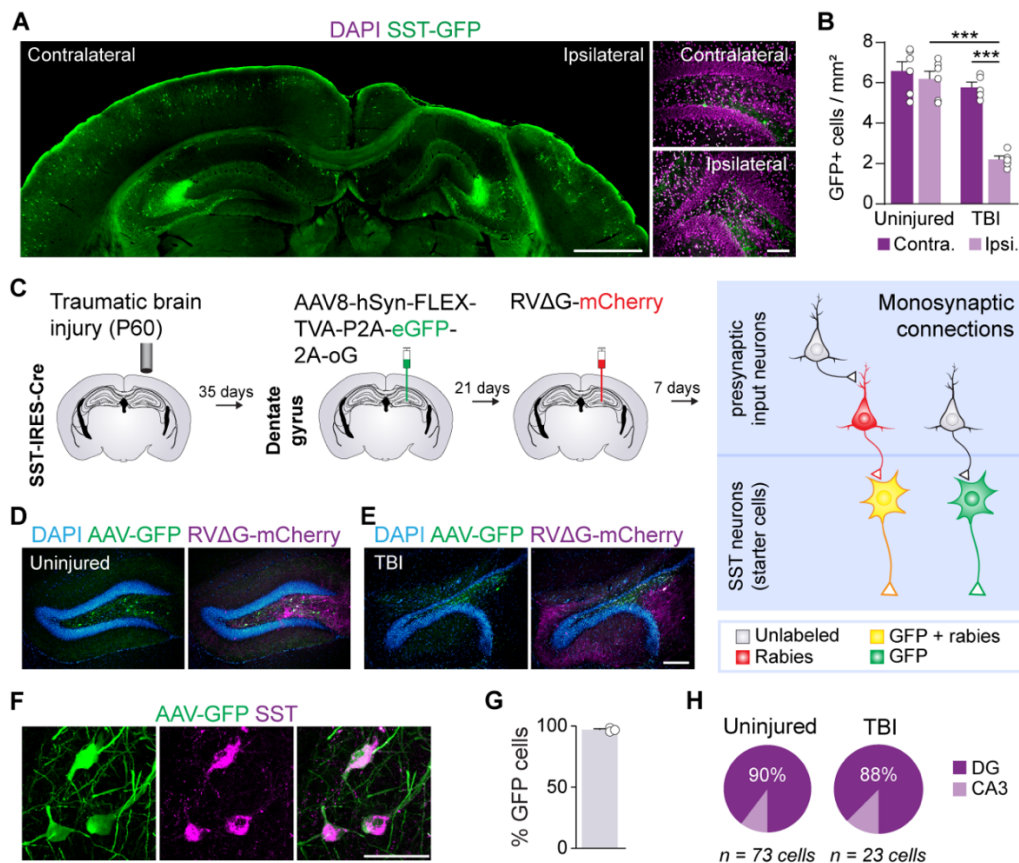 A
DAPI SST-GFP
Contralateral
Ipsilateral
Contralateral
Ipsilateral
B
***
***
8
6
4
2
0
GFP+ cells / mm²
Uninjured
TBI
Contra.
Ipsi.
C
Traumatic brain
injury (P60)
SST-IRES-Cre
35 days
AAV8-hSyn-FLEX-
TVA-P2A-eGFP-
2A-oG
Dentate
gyrus
21 days
RVΔG-mCherry
7 days
Monosynaptic
connections
presynaptic
input neurons
SST neurons
(starter cells)
Unlabeled
GFP + rabies
Rabies
GFP
D
DAPI AAV-GFP RVΔG-mCherry
Uninjured
E
DAPI AAV-GFP RVΔG-mCherry
TBI
F
AAV-GFP SST
G
100
50
0
% GFP cells
H
Uninjured
TBI
90%
88%
DG
CA3
n = 73 cells
n = 23 cells